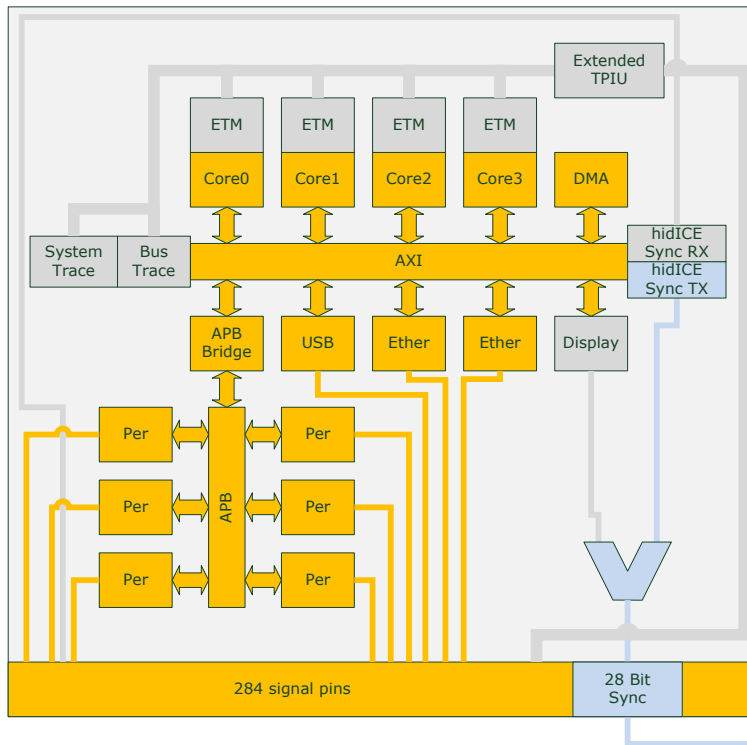 Extended
TPIU
ETM
ETM
ETM
ETM
Core0
Core1
Core2
Core3
DMA
System
Trace
Bus
Trace
AXI
hidICE
Sync RX
hidICE
Sync TX
APB
Bridge
USB
Ether
Ether
Display
Per
Per
APB
Per
Per
Per
Per
284 signal pins
28 Bit
Sync